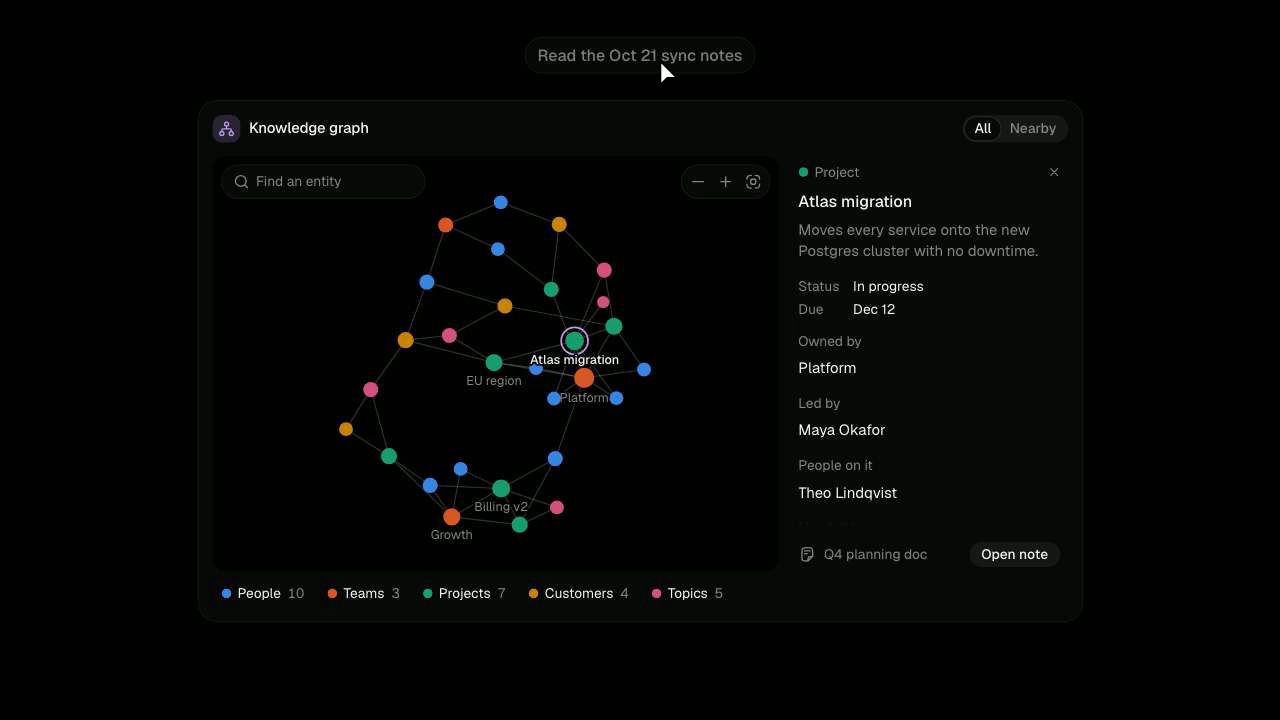 Read the Oct 21 sync notes
Knowledge graph
All
Nearby
Find an entity
Atlas migration
EU region
Platform
Billing v2
Growth
People 10
Teams 3
Projects 7
Customers 4
Topics 5
Project
Atlas migration
Moves every service onto the new
Postgres cluster with no downtime.
Status In progress
Due Dec 12
Owned by
Platform
Led by
Maya Okafor
People on it
Theo Lindqvist
Q4 planning doc
Open note